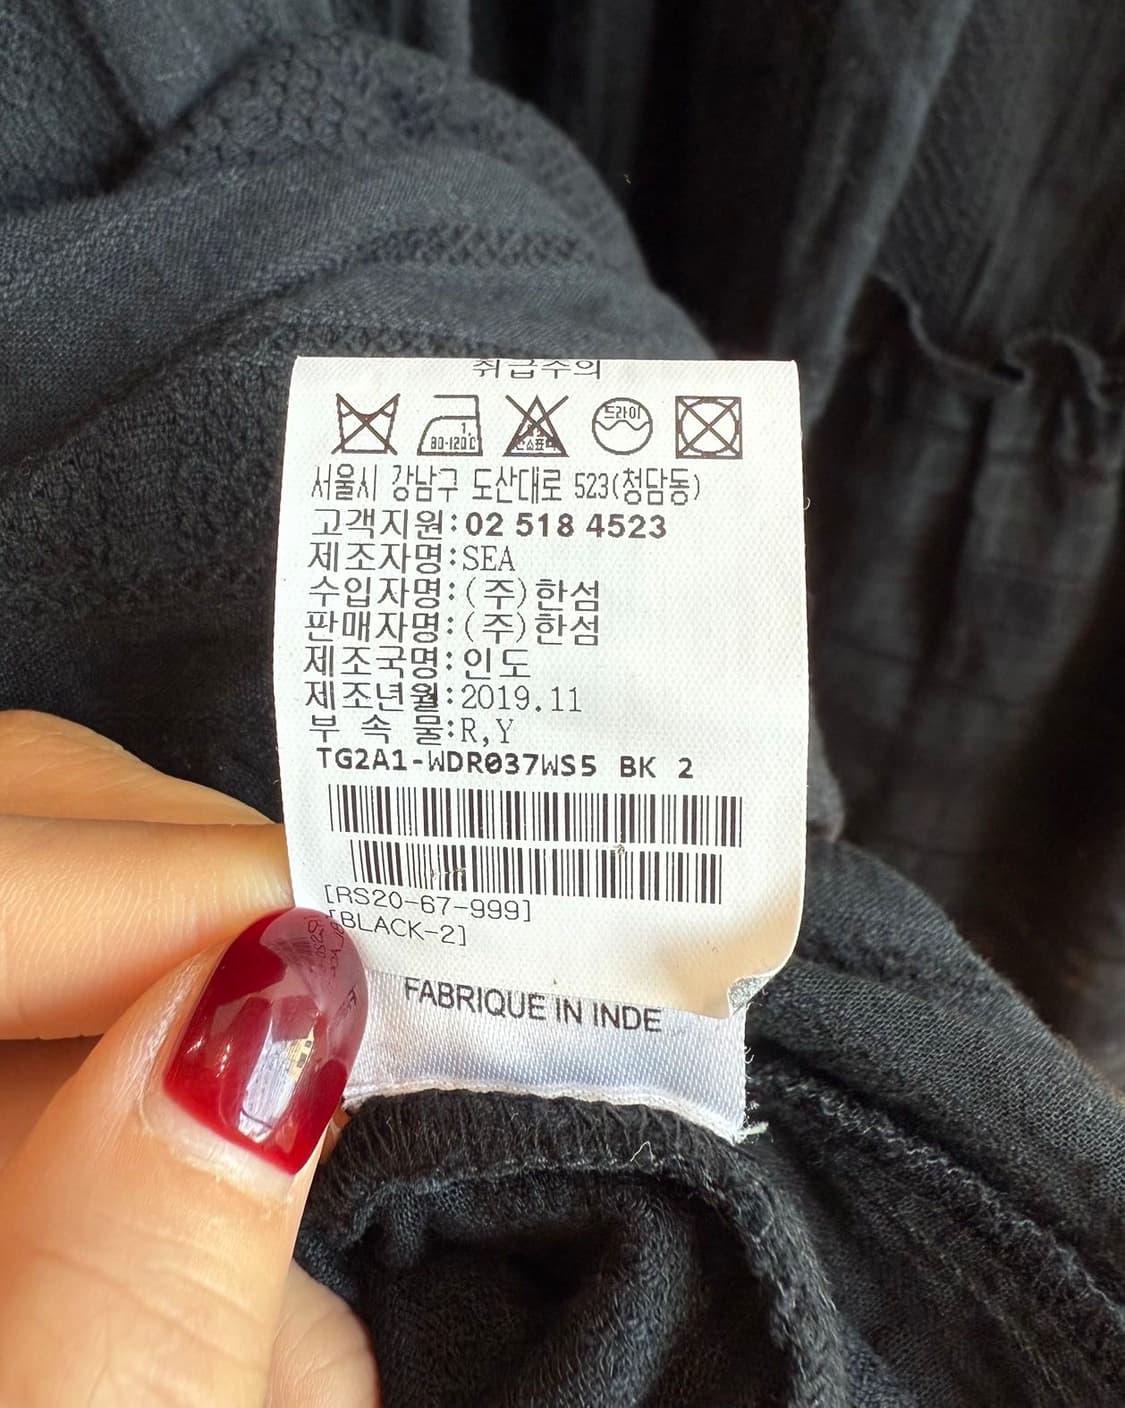 취급주의
1.
80-120℃
드라이
서울시 강남구 도산대로 523(청담동)
고객지원:02 518 4523
제조자명:SEA
수입자명:(주)한섬
판매자명:(주)한섬
제조국명:인도
제조년월:2019.11
부 속 물:R,Y
TG2A1-WDR037WS5 BK 2
[RS20-67-999]
[BLACK-2]
FABRIQUE IN INDE